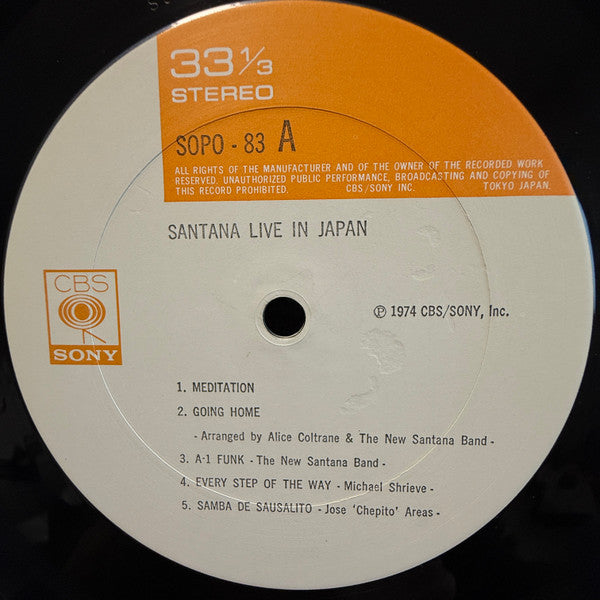 33 1/3
STEREO
SOPO - 83 A
ALL RIGHTS OF THE MANUFACTURER AND OF THE OWNER OF THE RECORDED WORK
RESERVED. UNAUTHORIZED PUBLIC PERFORMANCE, BROADCASTING AND COPYING OF
THIS RECORD PROHIBITED. CBS/SONY INC. TOKYO JAPAN.
SANTANA LIVE IN JAPAN
CBS
SONY
Ⓟ 1974 CBS/SONY, Inc.
1. MEDITATION
2. GOING HOME
- Arranged by Alice Coltrane & The New Santana Band -
3. A-1 FUNK - The New Santana Band -
4. EVERY STEP OF THE WAY - Michael Shrieve -
5. SAMBA DE SAUSALITO - Jose 'Chepito' Areas -